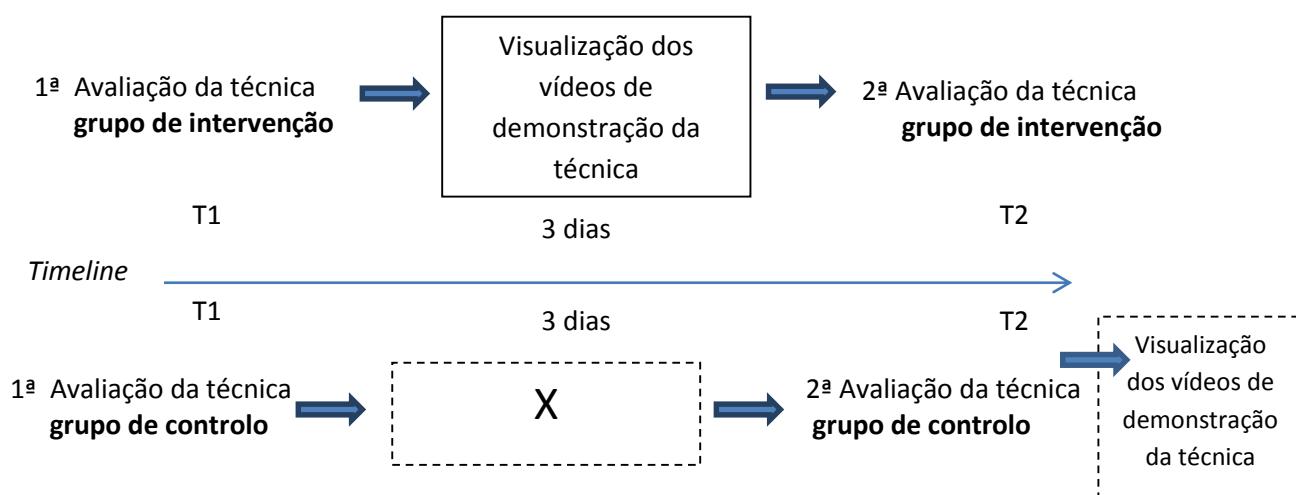 1ª Avaliação da técnica
grupo de intervenção
Visualização dos
vídeos de
demonstração da
técnica
2ª Avaliação da técnica
grupo de intervenção
T1
3 dias
T2
Timeline
T1
3 dias
T2
1ª Avaliação da técnica
grupo de controlo
X
2ª Avaliação da técnica
grupo de controlo
Visualização
dos vídeos de
demonstração
da técnica